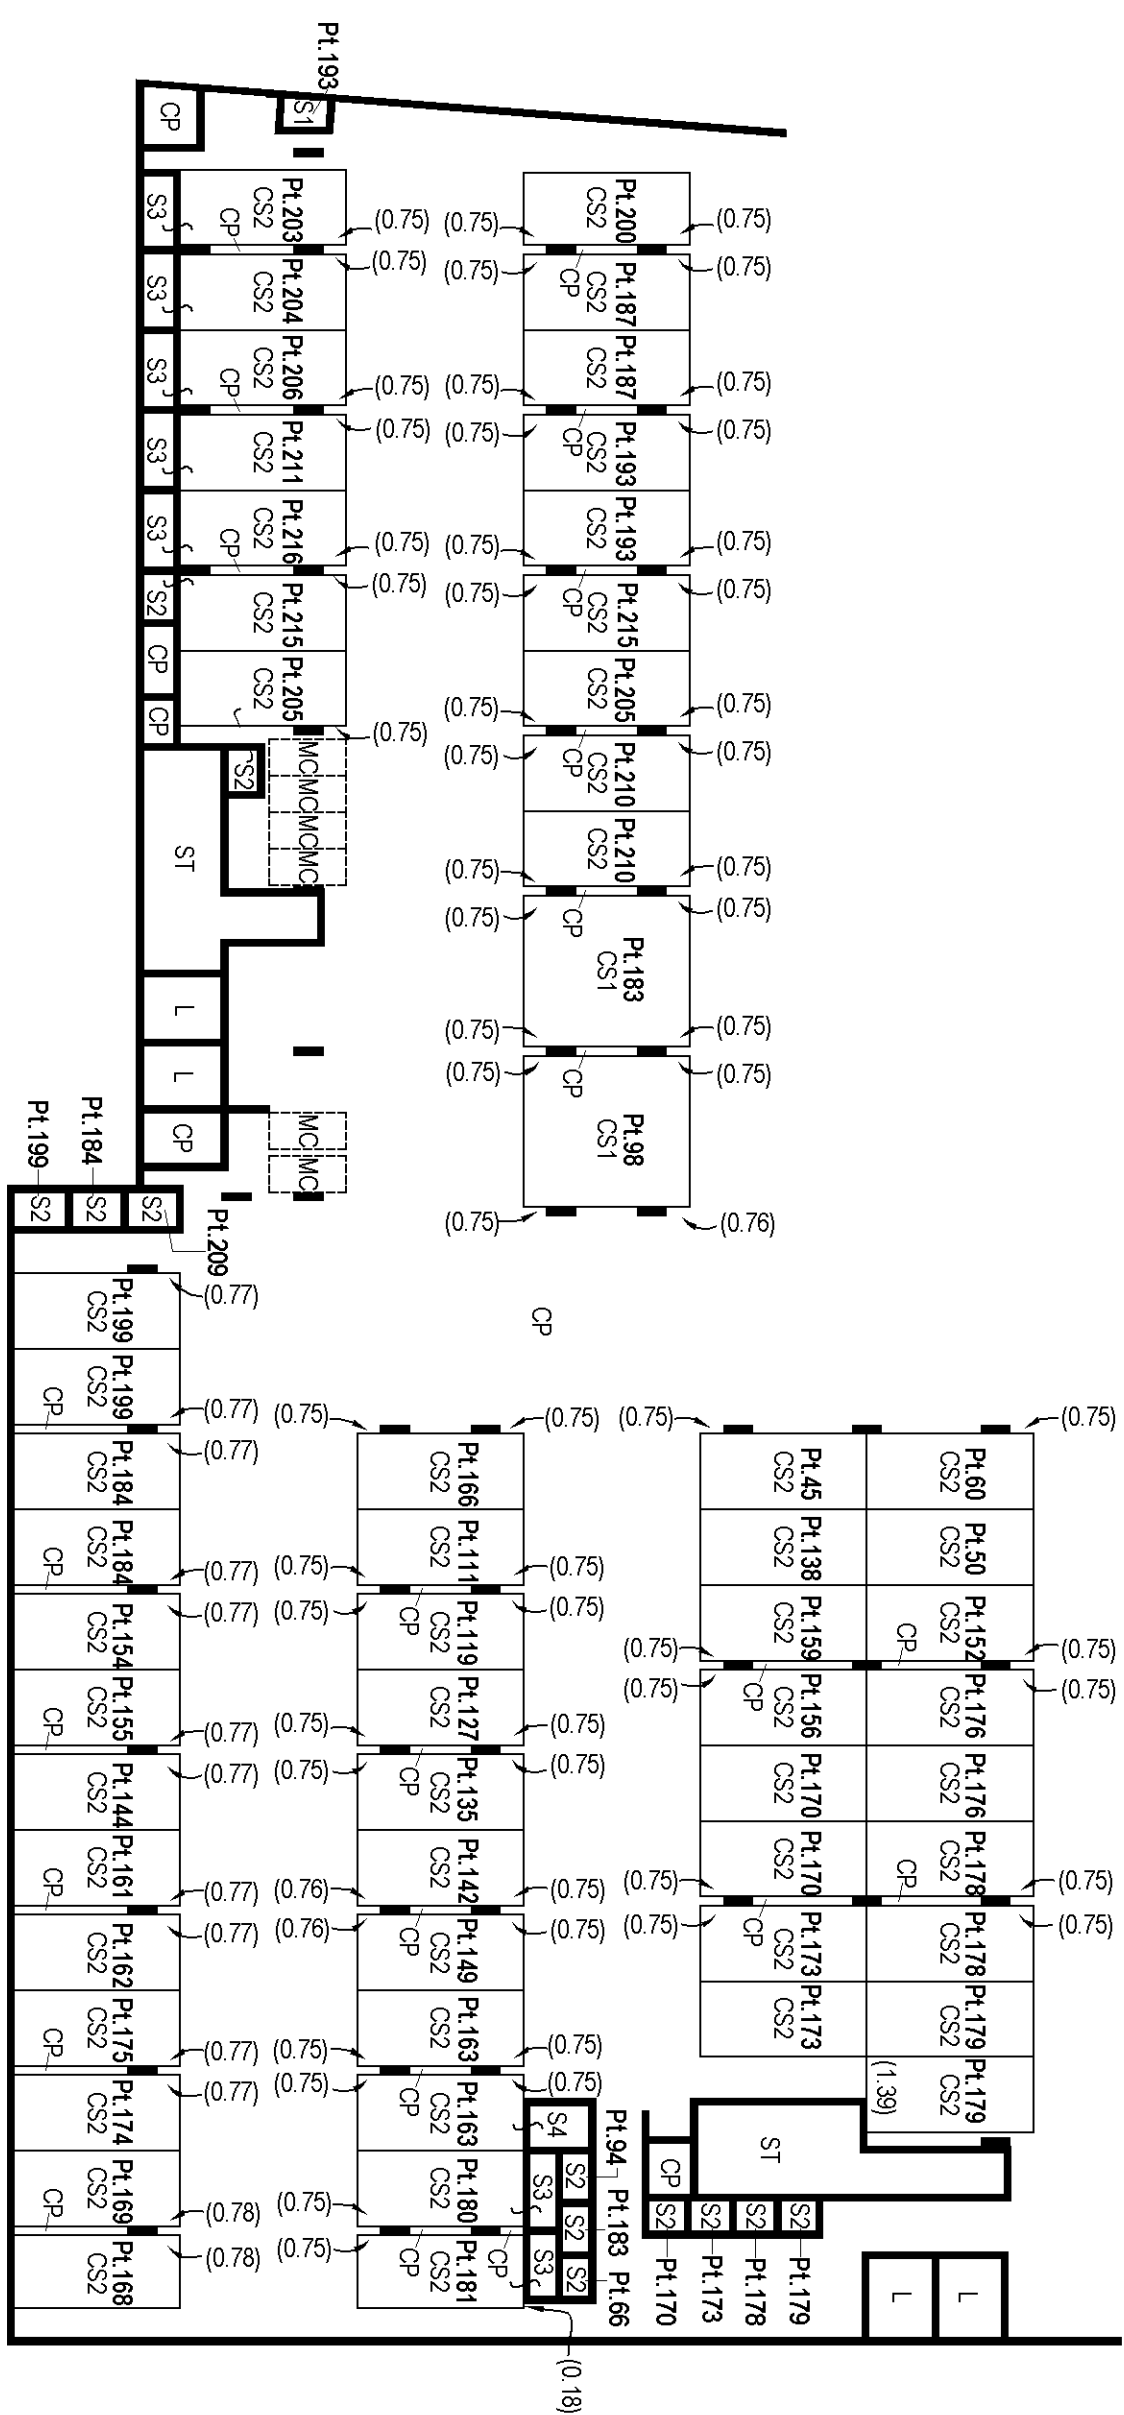 Pt.193
S1
CP
S3
Pt.203
CS2
CP
(0.75)
(0.75)
(0.75)
(0.75)
Pt.200
CS2
CP
(0.75)
(0.75)
(0.75)
(0.75)
S3
Pt.204
CS2
Pt.187
CS2
S3
Pt.206
CS2
CP
(0.75)
(0.75)
(0.75)
(0.75)
Pt.187
CS2
CP
(0.75)
(0.75)
S3
Pt.211
CS2
Pt.193
CS2
(0.75)
(0.75)
S3
Pt.216
CS2
CP
(0.75)
(0.75)
(0.75)
(0.75)
Pt.193
CS2
CP
(0.75)
(0.75)
S2
Pt.215
CS2
Pt.215
CS2
CP
Pt.205
CS2
(0.75)
(0.75)
Pt.205
CS2
CP
(0.75)
(0.75)
(0.75)
CP
S2
MC
MC
MC
MC
Pt.210
CS2
Pt.210
CS2
CP
(0.75)
(0.75)
(0.75)
(0.75)
ST
Pt.183
CS1
CP
(0.75)
(0.75)
(0.75)
(0.75)
L
L
CP
MC
MC
Pt.98
CS1
(0.75)
(0.76)
Pt.199
S2
Pt.184
S2
S2
Pt.209
CP
Pt.199
CS2
(0.77)
Pt.199
CS2
CP
(0.77)
(0.77)
Pt.184
CS2
Pt.184
CS2
CP
(0.77)
(0.77)
Pt.154
CS2
Pt.155
CS2
CP
(0.77)
(0.77)
Pt.144
CS2
Pt.161
CS2
CP
(0.77)
(0.77)
Pt.162
CS2
Pt.175
CS2
CP
(0.77)
(0.77)
Pt.174
CS2
Pt.169
CS2
CP
(0.78)
(0.78)
Pt.168
CS2
(0.75)
(0.75)
Pt.166
CS2
Pt.111
CS2
CP
(0.75)
(0.75)
(0.75)
(0.75)
Pt.119
CS2
Pt.127
CS2
CP
(0.75)
(0.75)
(0.75)
(0.75)
Pt.135
CS2
Pt.142
CS2
CP
(0.76)
(0.75)
(0.76)
(0.75)
Pt.149
CS2
Pt.163
CS2
CP
(0.75)
(0.75)
(0.75)
(0.75)
Pt.163
CS2
Pt.180
CS2
CP
CP
(0.75)
(0.75)
Pt.181
CS2
(0.18)
S4
S3
S3
S2
S2
S2
Pt.94
Pt.183
Pt.66
(0.75)
(0.75)
Pt.45
CS2
Pt.60
CS2
Pt.138
CS2
Pt.50
CS2
Pt.159
CS2
Pt.152
CS2
CP
CP
(0.75)
(0.75)
(0.75)
(0.75)
Pt.156
CS2
Pt.176
CS2
Pt.170
CS2
Pt.176
CS2
Pt.170
CS2
Pt.178
CS2
CP
CP
(0.75)
(0.75)
(0.75)
(0.75)
Pt.173
CS2
Pt.178
CS2
Pt.173
CS2
Pt.179
CS2
Pt.179
CS2
(1.39)
ST
CP
S2
S2
S2
S2
Pt.170
Pt.173
Pt.178
Pt.179
L
L